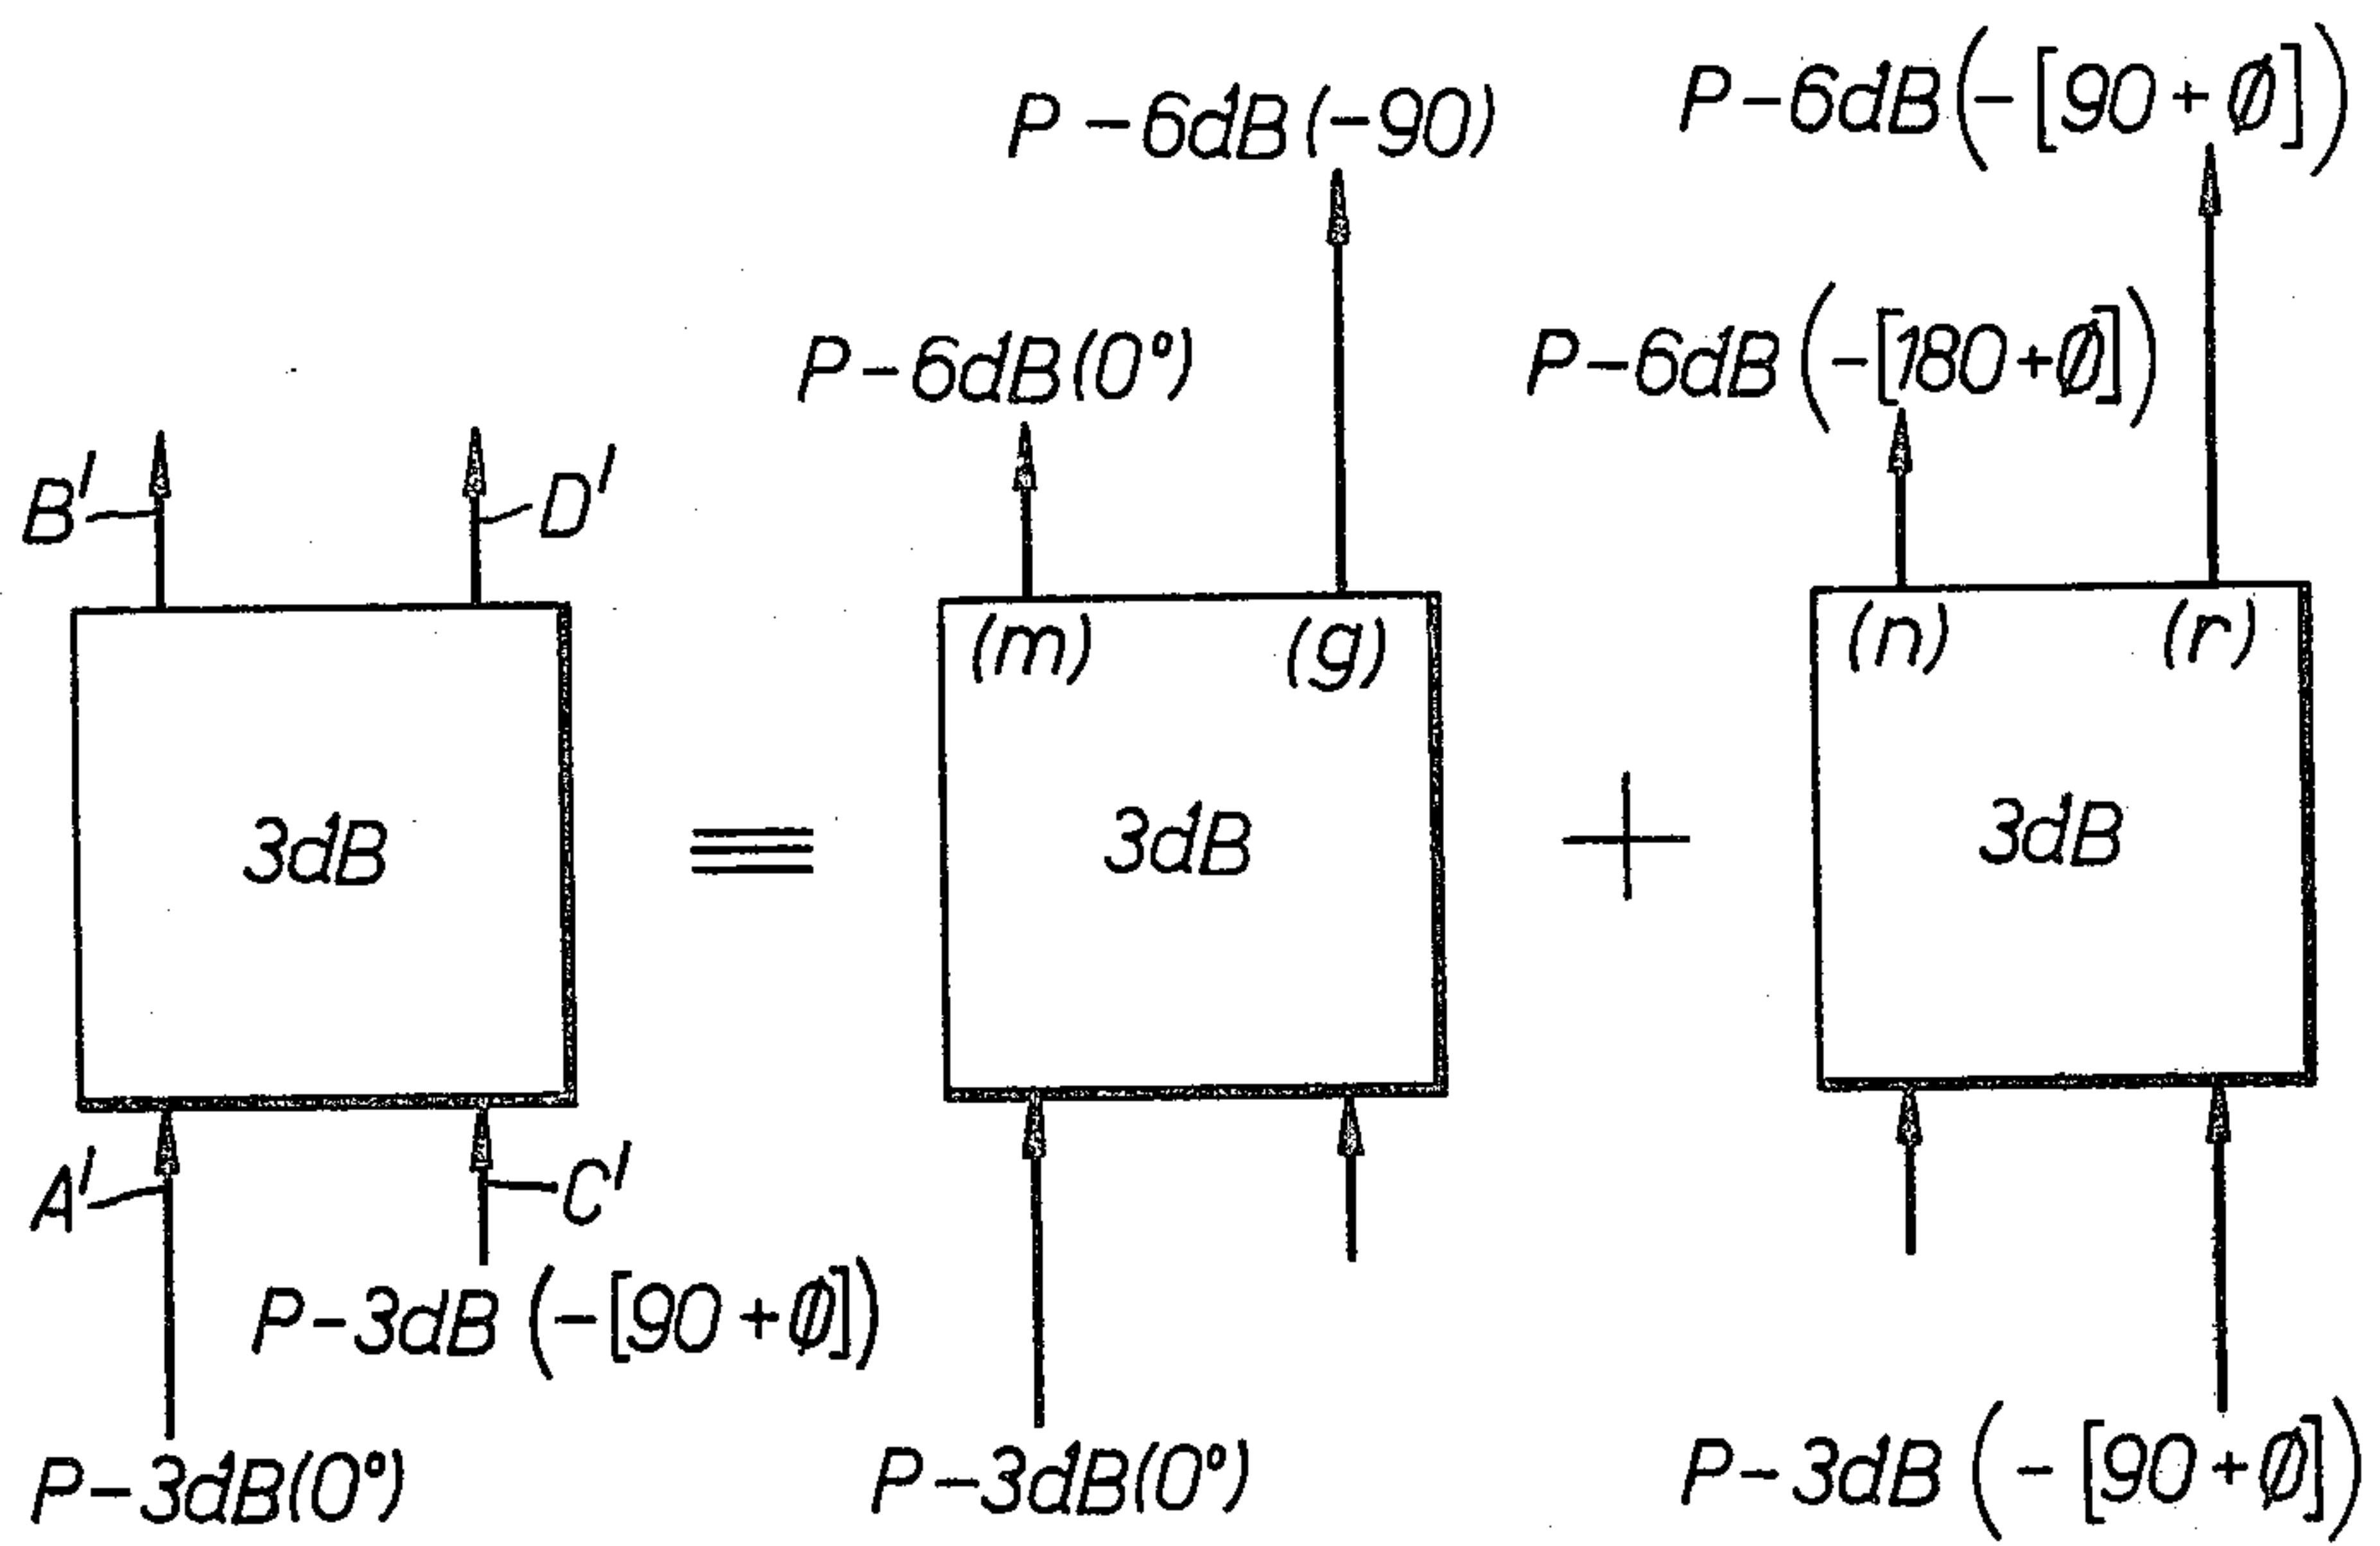 P-6dB(-90)
P-6dB(-[90+Ø])
P-6dB(0°)
P-6dB(-[180+Ø])
B'
D'
(m)
(g)
(n)
(r)
3dB
≡
3dB
+
3dB
A'
C'
P-3dB(-[90+Ø])
P-3dB(0°)
P-3dB(0°)
P-3dB(-[90+Ø])